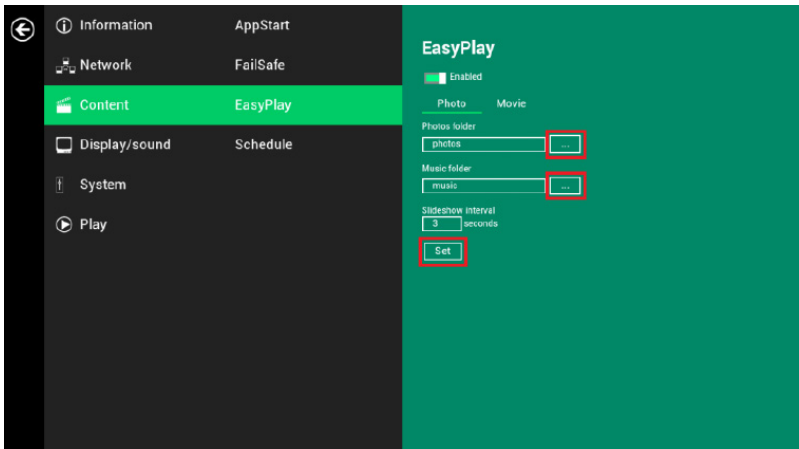 Information
AppStart
Network
FailSafe
Content
EasyPlay
Display/sound
Schedule
System
Play
EasyPlay
Enabled
Photo Movie
Photos folder
photos ...
Music folder
music ...
Slideshow interval
3 seconds
Set